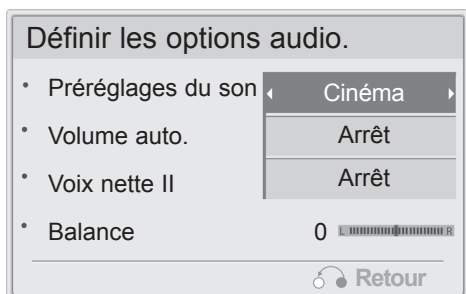 Définir les options audio.
• Préréglages du son Cinéma
• Volume auto. Arrêt
• Voix nette II Arrêt
• Balance 0 L R
Retour